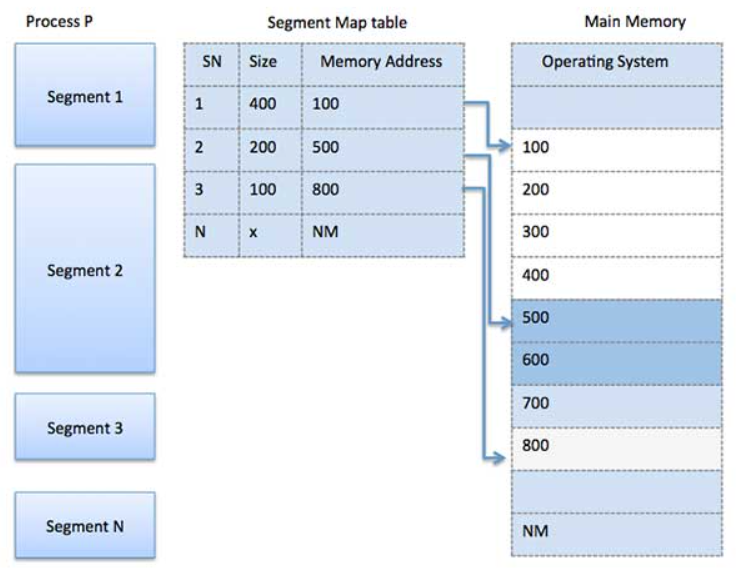 Process P
Segment 1
Segment 2
Segment 3
Segment N
Segment Map table
SN Size Memory Address
1 400 100
2 200 500
3 100 800
N x NM
Main Memory
Operating System
100
200
300
400
500
600
700
800
NM